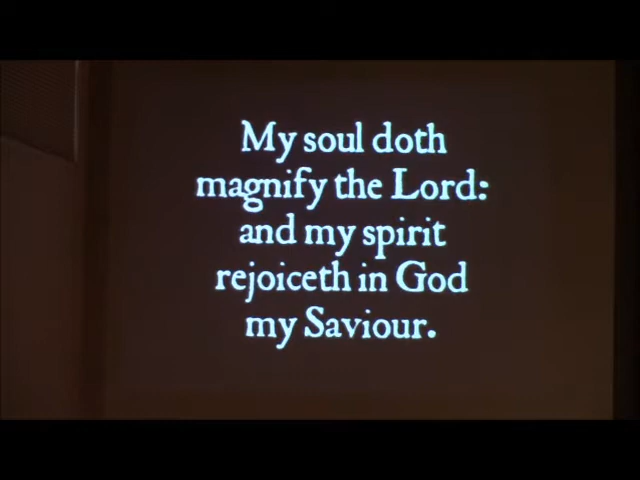 My soul doth
magnify the Lord:
and my spirit
rejoiceth in God
my Saviour.